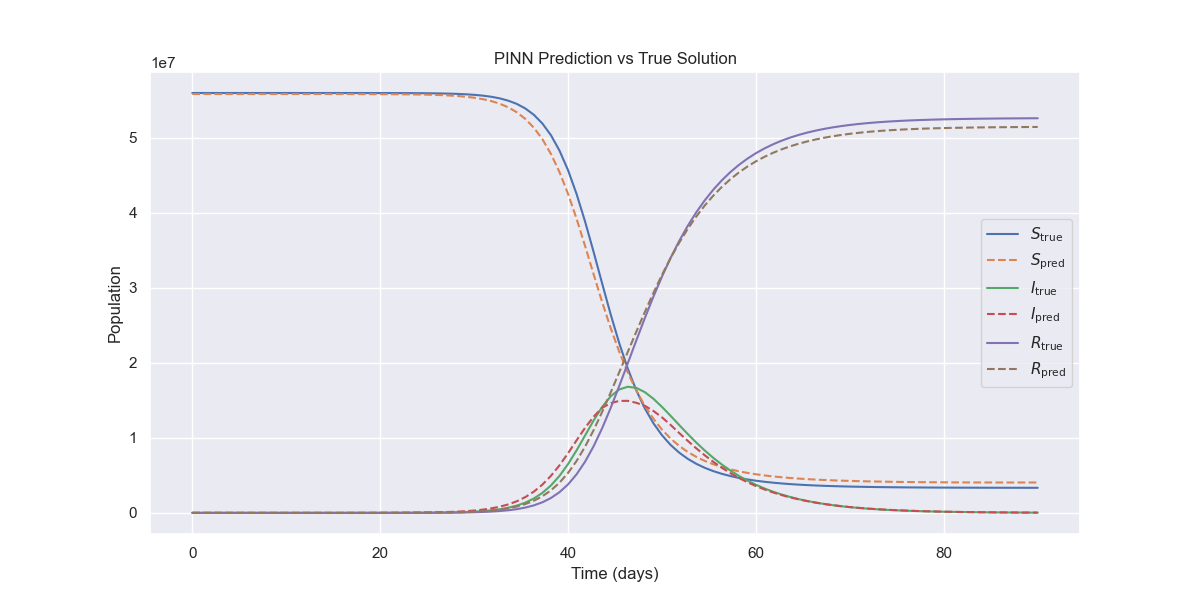 PINN Prediction vs True Solution
1e7
5
4
3
2
1
0
Population
0 20 40 60 80
Time (days)
S_true
S_pred
I_true
I_pred
R_true
R_pred